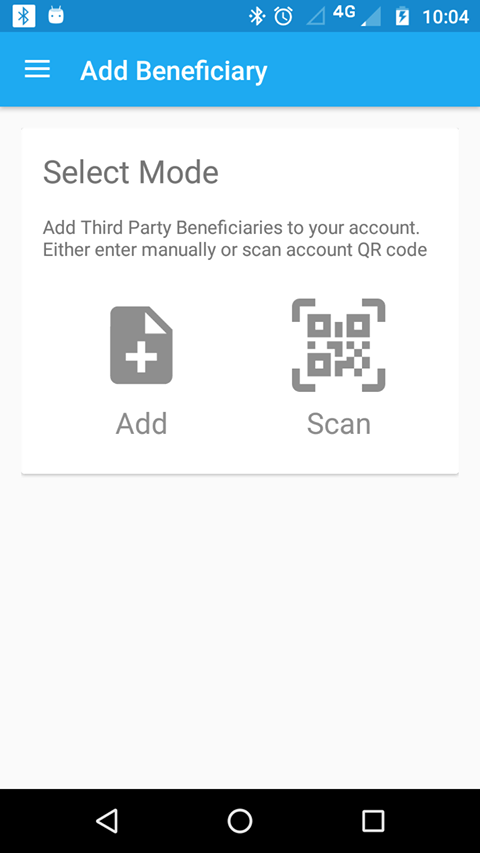 4G 10:04
Add Beneficiary
Select Mode
Add Third Party Beneficiaries to your account.
Either enter manually or scan account QR code
Add Scan